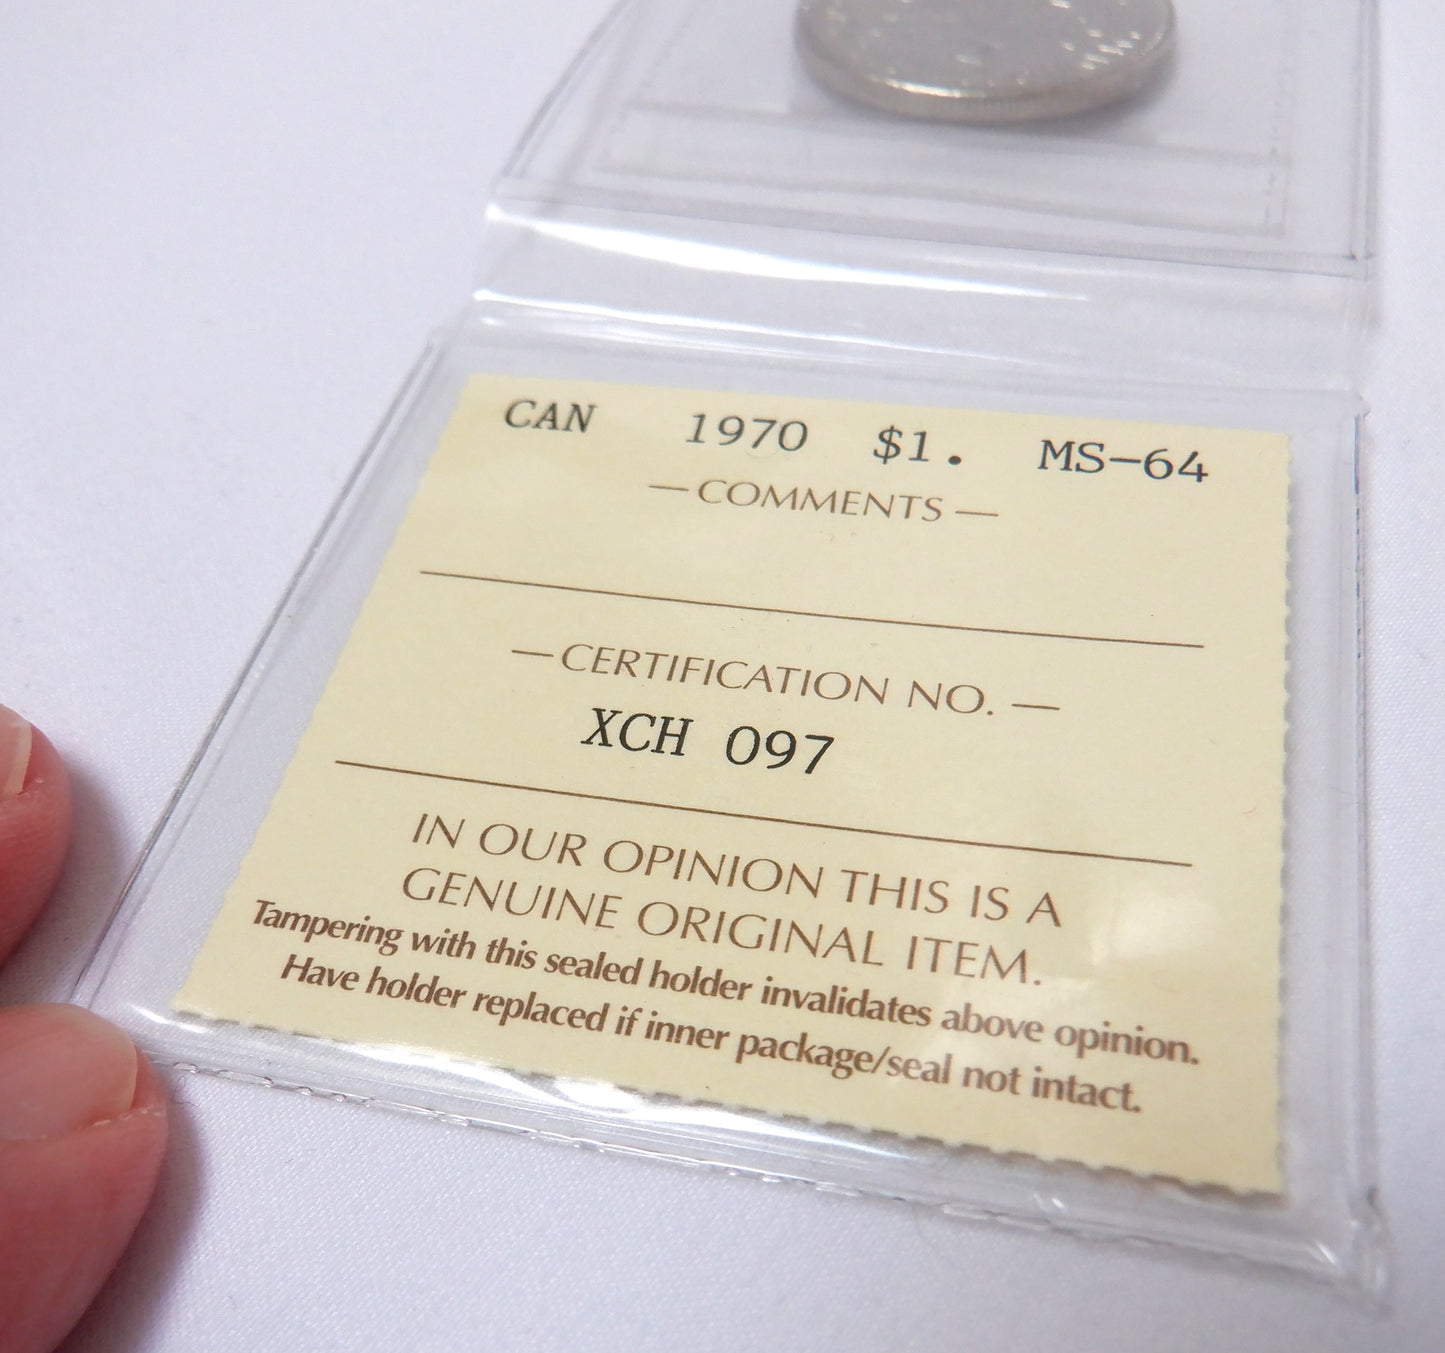 CAN 1970 $1. MS-64
—COMMENTS—
—CERTIFICATION NO.—
XCH 097
IN OUR OPINION THIS IS A
GENUINE ORIGINAL ITEM.
Tampering with this sealed holder invalidates above opinion.
Have holder replaced if inner package/seal not intact.